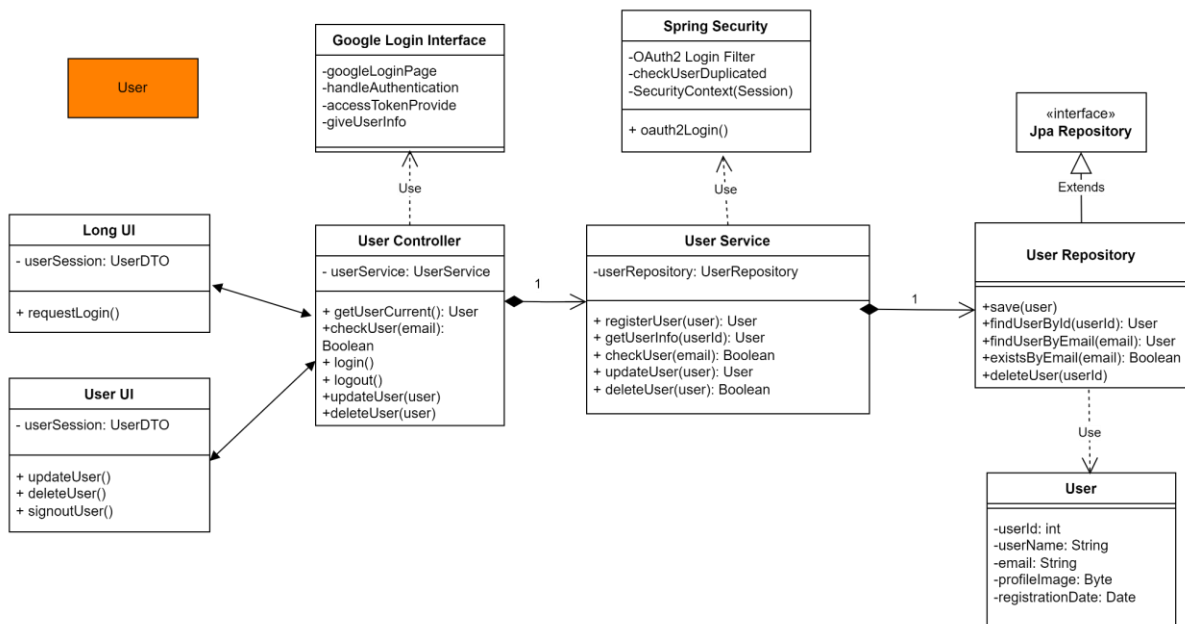 User
Google Login Interface
-googleLoginPage
-handleAuthentication
-accessTokenProvide
-giveUserInfo
Spring Security
-OAuth2 Login Filter
-checkUserDuplicated
-SecurityContext(Session)
+ oauth2Login()
«interface»
Jpa Repository
Use
Use
Extends
Long UI
- userSession: UserDTO
+ requestLogin()
User Controller
- userService: UserService
+ getUserCurrent(): User
+checkUser(email):
Boolean
+ login()
+ logout()
+updateUser(user)
+deleteUser(user)
1
User Service
-userRepository: UserRepository
+ registerUser(user): User
+ getUserInfo(userId): User
+ checkUser(email): Boolean
+ updateUser(user): User
+ deleteUser(user): Boolean
1
User Repository
+save(user)
+findUserById(userId): User
+findUserByEmail(email): User
+existsByEmail(email): Boolean
+deleteUser(userId)
User UI
- userSession: UserDTO
+ updateUser()
+ deleteUser()
+ signoutUser()
Use
User
-userId: int
-userName: String
-email: String
-profileImage: Byte
-registrationDate: Date